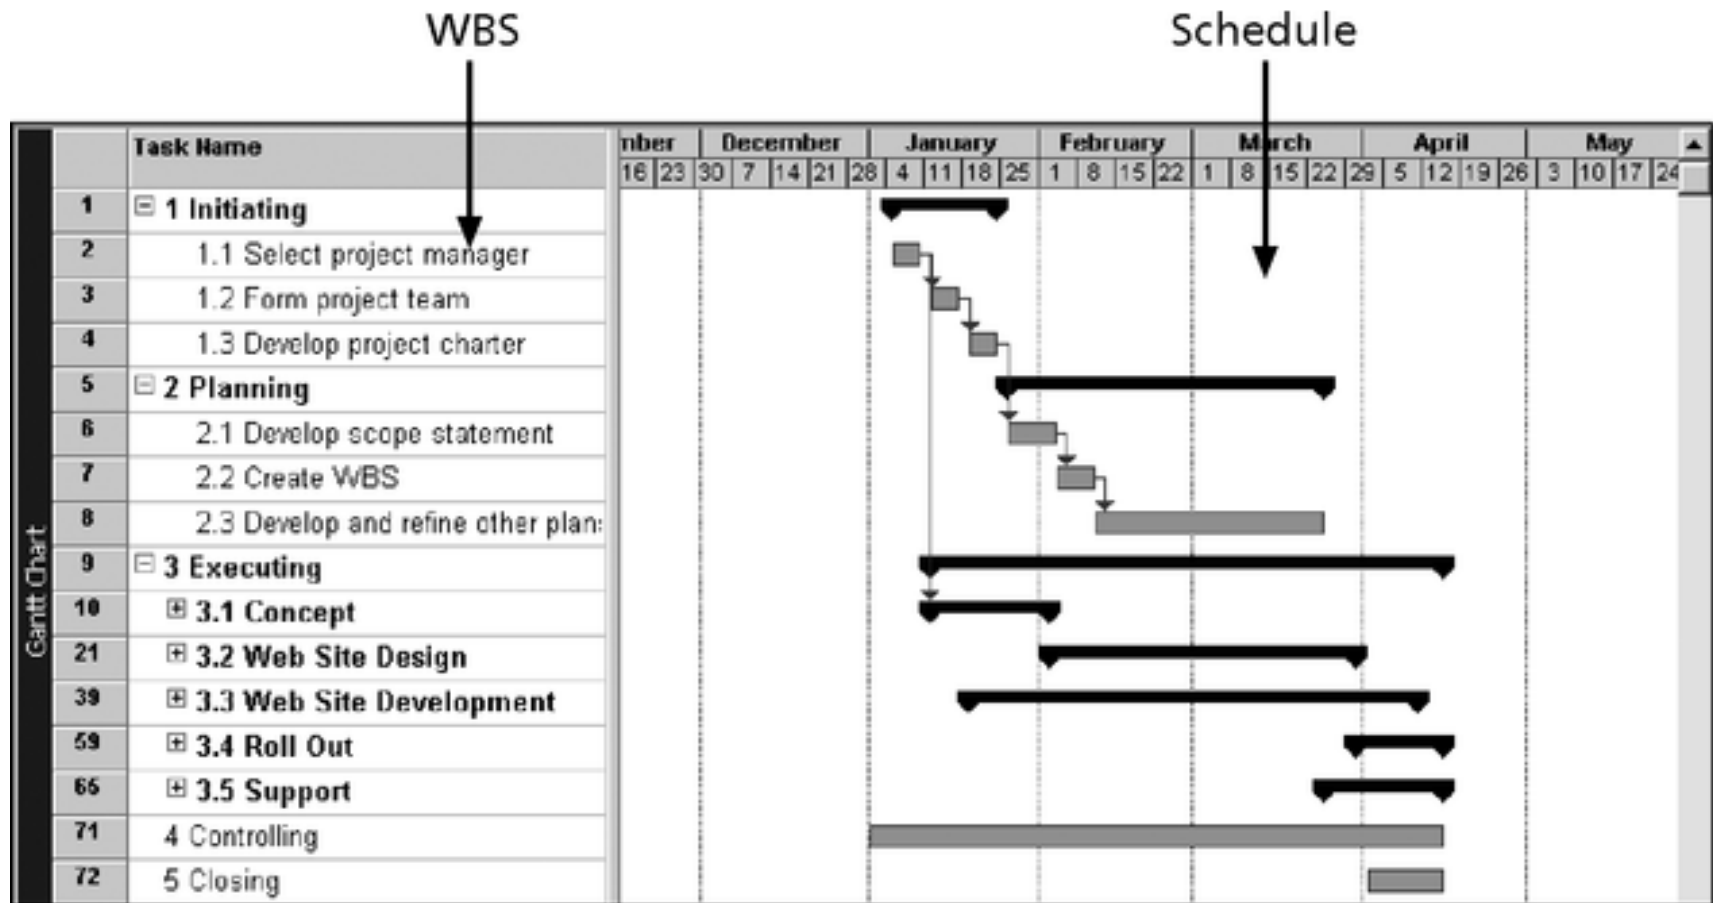 WBS Schedule
Task Name mber December January February March April May
16 23 30 7 14 21 28 4 11 18 25 1 8 15 22 1 8 15 22 29 5 12 19 26 3 10 17 24
1 1 Initiating
2 1.1 Select project manager
3 1.2 Form project team
4 1.3 Develop project charter
5 2 Planning
6 2.1 Develop scope statement
7 2.2 Create WBS
8 2.3 Develop and refine other plan
9 3 Executing
10 3.1 Concept
21 3.2 Web Site Design
39 3.3 Web Site Development
59 3.4 Roll Out
65 3.5 Support
71 4 Controlling
72 5 Closing
Gantt Chart